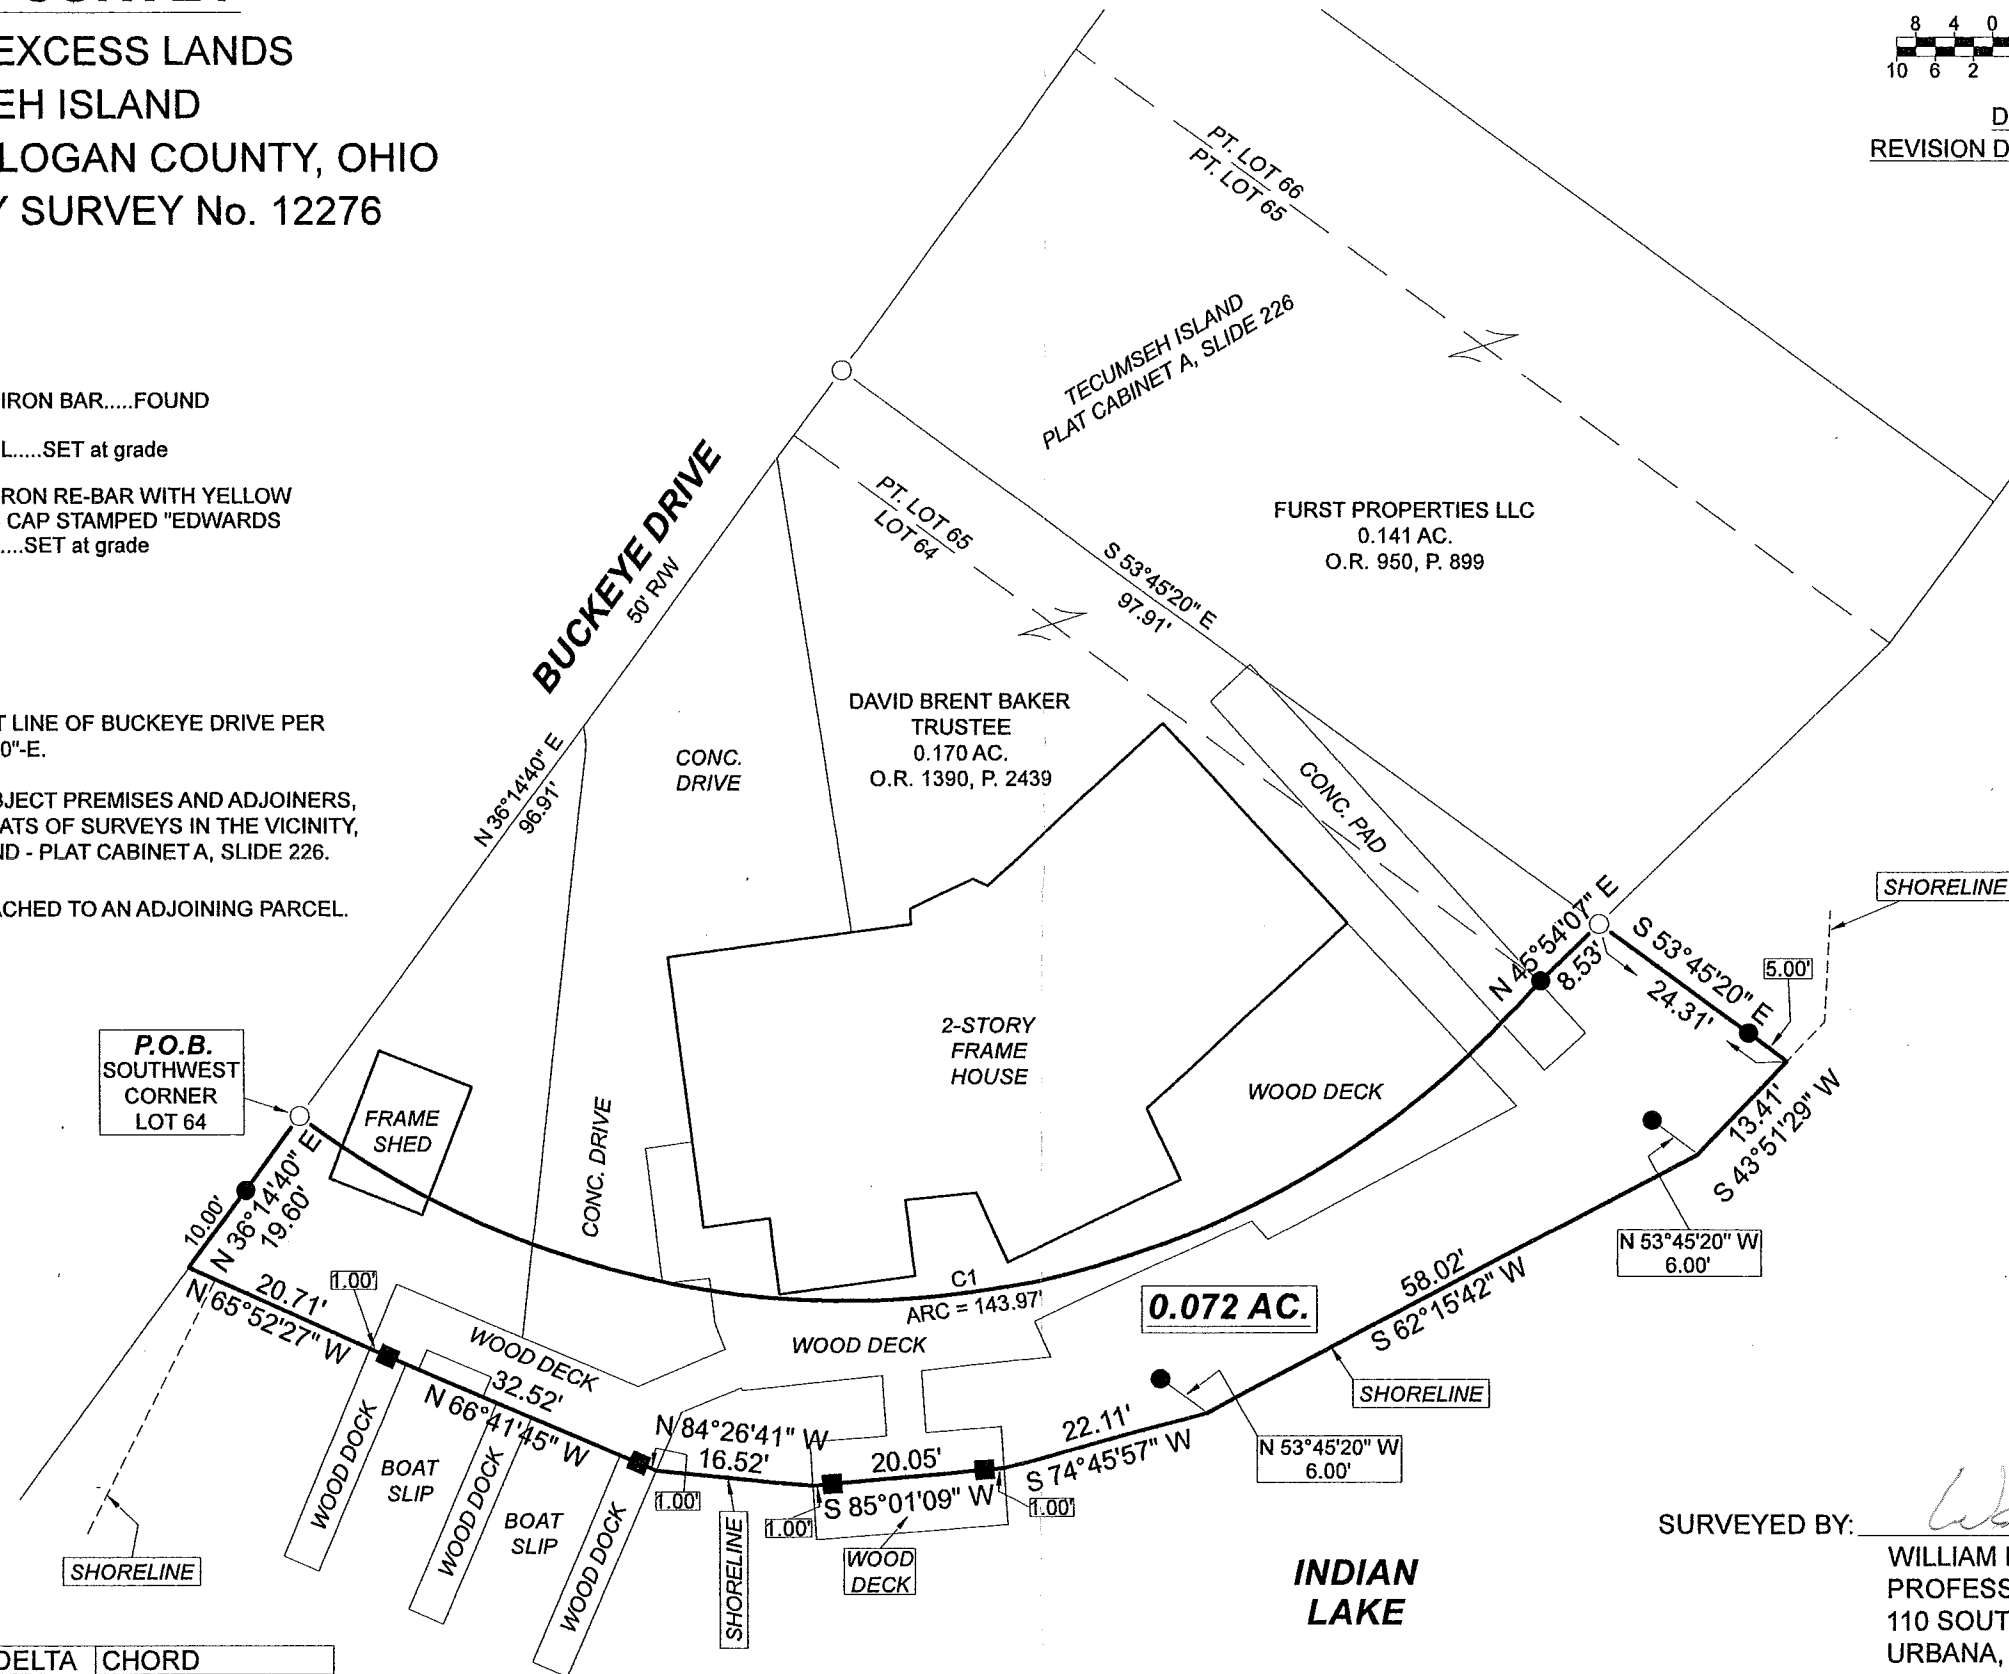 EXCESS LANDS
EH ISLAND
LOGAN COUNTY, OHIO
Y SURVEY No. 12276
8 4 0
10 6 2
D
REVISION D
IRON BAR.....FOUND
L.....SET at grade
RON RE-BAR WITH YELLOW
CAP STAMPED "EDWARDS
....SET at grade
T LINE OF BUCKEYE DRIVE PER
0"-E.
BJECT PREMISES AND ADJOINERS,
ATS OF SURVEYS IN THE VICINITY,
ND - PLAT CABINET A, SLIDE 226.
ACHED TO AN ADJOINING PARCEL.
PT. LOT 66
PT. LOT 65
TECUMSEH ISLAND
PLAT CABINET A, SLIDE 226
FURST PROPERTIES LLC
0.141 AC.
O.R. 950, P. 899
PT. LOT 65
LOT 64
S 53°45'20" E
97.91'
BUCKEYE DRIVE
50' R/W
N 36°14'40" E
96.91'
CONC.
DRIVE
DAVID BRENT BAKER
TRUSTEE
0.170 AC.
O.R. 1390, P. 2439
CONC. PAD
SHORELINE
N 45°54'07" E
8.53'
S 53°45'20" E
24.31'
5.00'
P.O.B.
SOUTHWEST
CORNER
LOT 64
FRAME
SHED
CONC. DRIVE
2-STORY
FRAME
HOUSE
WOOD DECK
13.41'
S 43°51'29" W
N 36°14'40" E
19.60'
10.00'
N 53°45'20" W
6.00'
20.71'
N 65°52'27" W
1.00'
C1
ARC = 143.97'
0.072 AC.
58.02'
S 62°15'42" W
WOOD DECK
WOOD DECK
32.52'
N 66°41'45" W
SHORELINE
N 84°26'41" W
16.52'
20.05'
S 85°01'09" W
22.11'
S 74°45'57" W
N 53°45'20" W
6.00'
WOOD DOCK
BOAT
SLIP
WOOD DOCK
BOAT
SLIP
WOOD DOCK
1.00'
1.00'
1.00'
SHORELINE
SHORELINE
WOOD
DECK
INDIAN
LAKE
SURVEYED BY:
WILLIAM
PROFESS
110 SOUT
URBANA,
DELTA CHORD